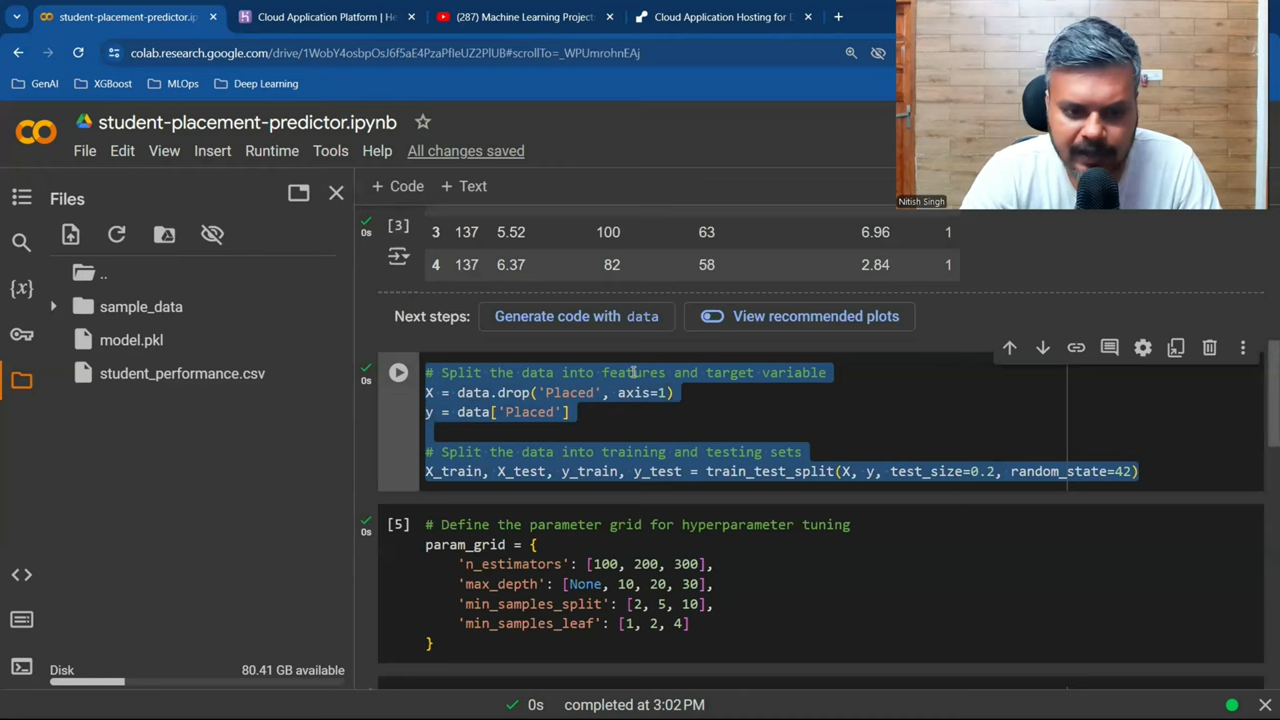 student-placement-predictor.ip
Cloud Application Platform | He
(287) Machine Learning Project:
Cloud Application Hosting for D
colab.research.google.com/drive/1WobY4osbpOsJ6f5aE4PzaPfleUZ2PlUB#scrollTo=_WPUmrohnEAj
GenAI
XGBoost
MLOps
Deep Learning
student-placement-predictor.ipynb
File Edit View Insert Runtime Tools Help All changes saved
Nitish Singh
Files
+ Code + Text
..
sample_data
model.pkl
student_performance.csv
Disk 80.41 GB available
0s
[3]
3 137 5.52 100 63 6.96 1
4 137 6.37 82 58 2.84 1
Next steps: Generate code with data View recommended plots
0s
# Split the data into features and target variable
X = data.drop('Placed', axis=1)
y = data['Placed']
# Split the data into training and testing sets
X_train, X_test, y_train, y_test = train_test_split(X, y, test_size=0.2, random_state=42)
0s
[5]
# Define the parameter grid for hyperparameter tuning
param_grid = {
'n_estimators': [100, 200, 300],
'max_depth': [None, 10, 20, 30],
'min_samples_split': [2, 5, 10],
'min_samples_leaf': [1, 2, 4]
}
0s completed at 3:02 PM